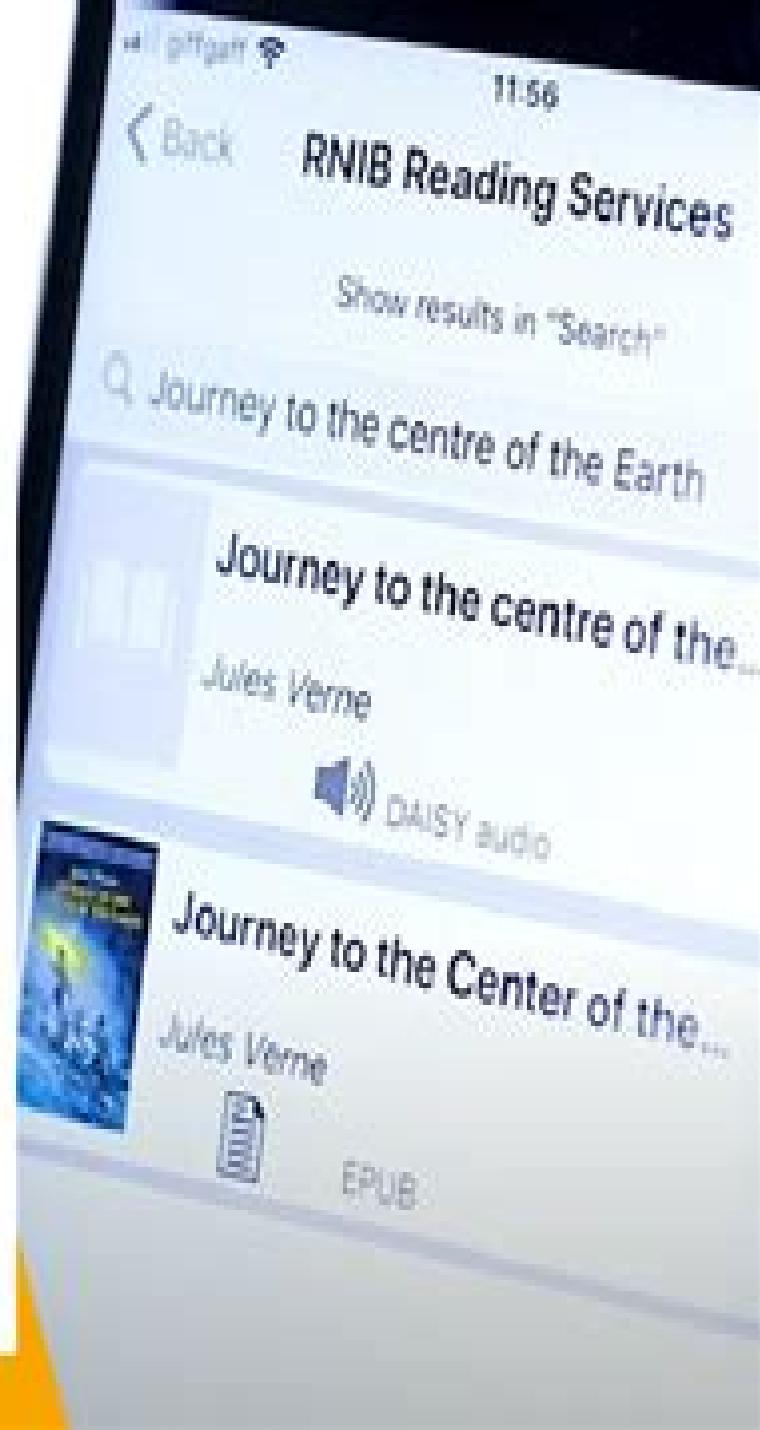 giffgaff
11:56
Back
RNIB Reading Services
Show results in "Search"
Journey to the centre of the Earth
Journey to the centre of the...
Jules Verne
DAISY audio
Journey to the Center of the...
Jules Verne
EPUB